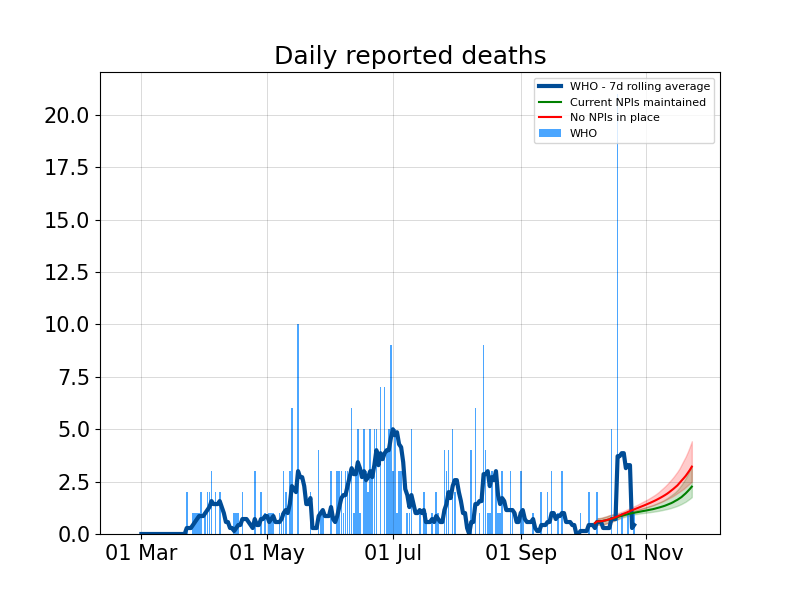 Daily reported deaths
WHO - 7d rolling average
Current NPIs maintained
No NPIs in place
WHO
20.0
17.5
15.0
12.5
10.0
7.5
5.0
2.5
0.0
01 Mar 01 May 01 Jul 01 Sep 01 Nov